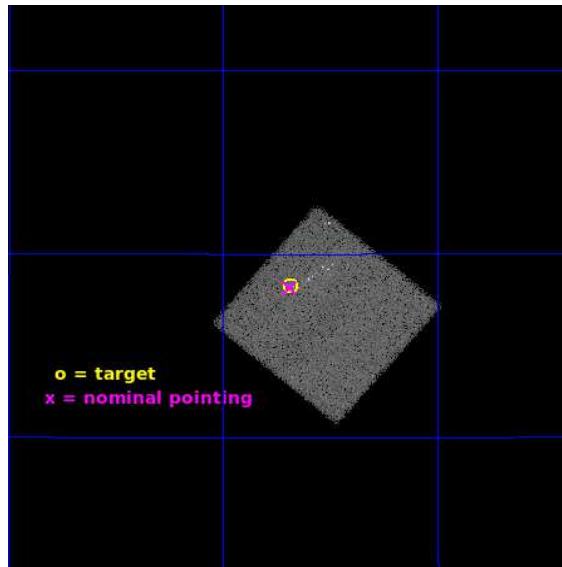 o = target
x = nominal pointing